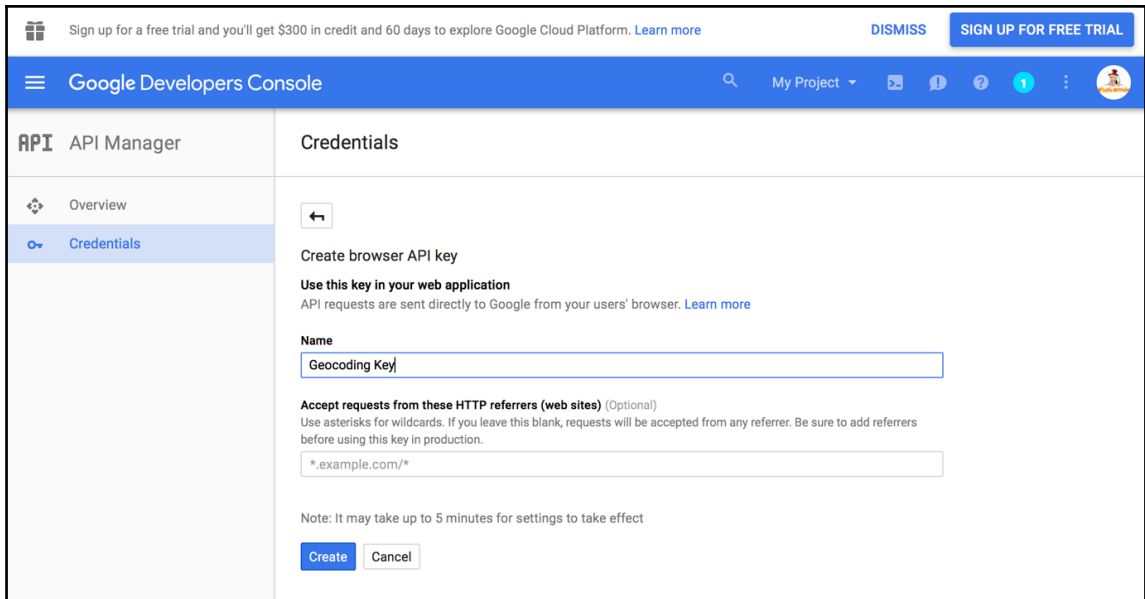 Sign up for a free trial and you'll get $300 in credit and 60 days to explore Google Cloud Platform. Learn more
DISMISS
SIGN UP FOR FREE TRIAL
Google Developers Console
My Project
1
API API Manager
Credentials
Overview
Credentials
Create browser API key
Use this key in your web application
API requests are sent directly to Google from your users' browser. Learn more
Name
Geocoding Key
Accept requests from these HTTP referrers (web sites) (Optional)
Use asterisks for wildcards. If you leave this blank, requests will be accepted from any referrer. Be sure to add referrers
before using this key in production.
*.example.com/*
Note: It may take up to 5 minutes for settings to take effect
Create
Cancel